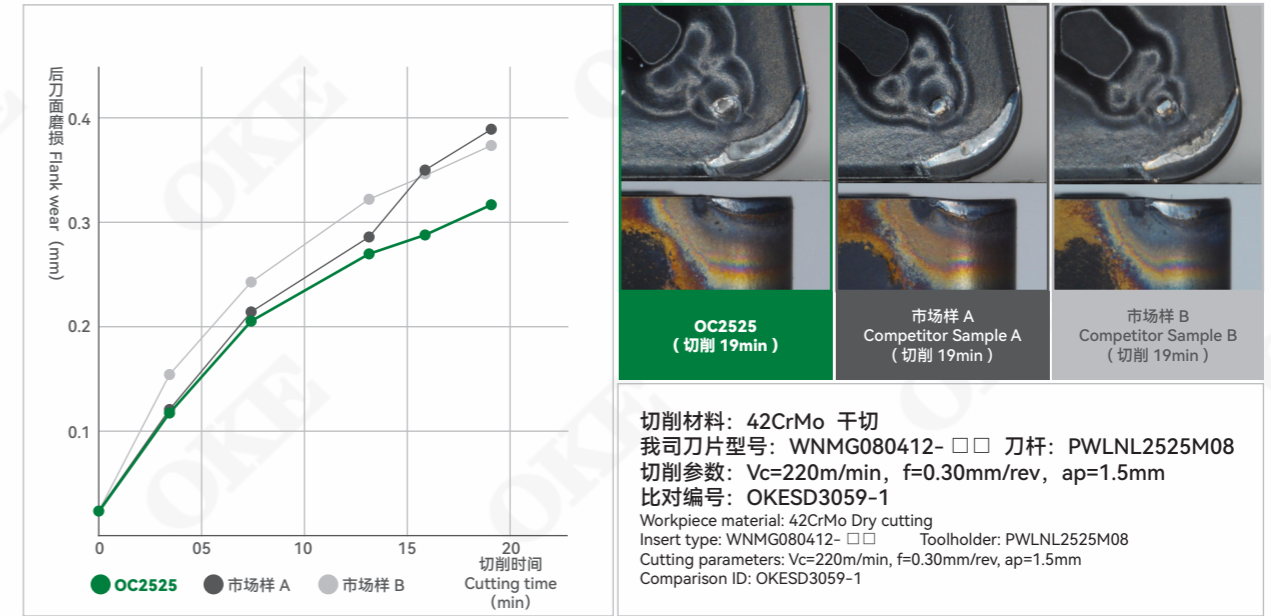 后刀面磨损 Flank wear（mm）
0.4
0.3
0.2
0.1
0 05 10 15 20
切削时间
Cutting time
（min）
OC2525 市场样 A 市场样 B
OKE
OKE
OKE
OC2525
（ 切削 19min ）
市场样 A
Competitor Sample A
（ 切削 19min ）
市场样 B
Competitor Sample B
（ 切削 19min ）
切削材料：42CrMo 干切
我司刀片型号：WNMG080412- □□ 刀杆：PWLNL2525M08
切削参数：Vc=220m/min，f=0.30mm/rev，ap=1.5mm
比对编号：OKESD3059-1
Workpiece material: 42CrMo Dry cutting
Insert type: WNMG080412- □□ Toolholder: PWLNL2525M08
Cutting parameters: Vc=220m/min, f=0.30mm/rev, ap=1.5mm
Comparison ID: OKESD3059-1